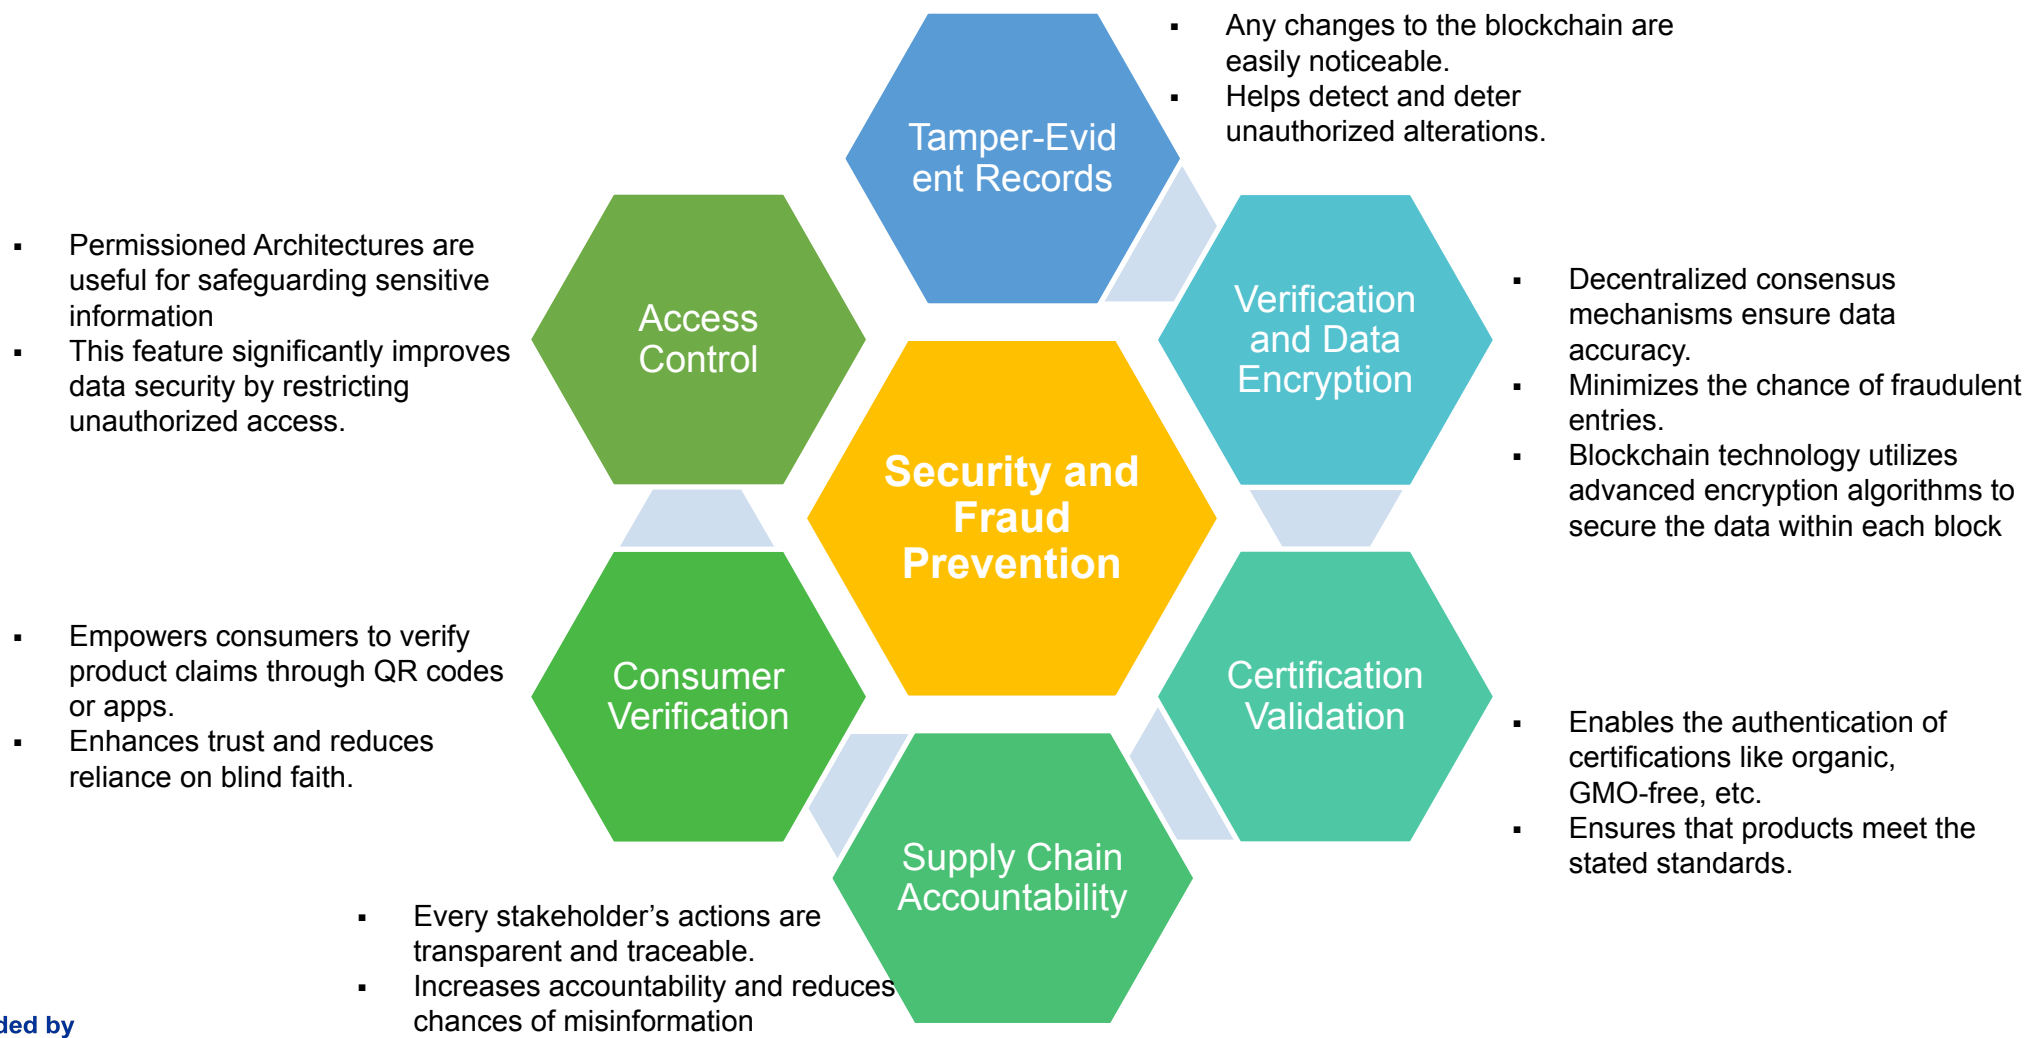 ▪ Any changes to the blockchain are
easily noticeable.
▪ Helps detect and deter
unauthorized alterations.
Tamper-Evid
ent Records
▪ Permissioned Architectures are
useful for safeguarding sensitive
information
▪ This feature significantly improves
data security by restricting
unauthorized access.
Access
Control
Verification
and Data
Encryption
▪ Decentralized consensus
mechanisms ensure data
accuracy.
▪ Minimizes the chance of fraudulent
entries.
▪ Blockchain technology utilizes
advanced encryption algorithms to
secure the data within each block
Security and
Fraud
Prevention
▪ Empowers consumers to verify
product claims through QR codes
or apps.
▪ Enhances trust and reduces
reliance on blind faith.
Consumer
Verification
Certification
Validation
▪ Enables the authentication of
certifications like organic,
GMO-free, etc.
▪ Ensures that products meet the
stated standards.
Supply Chain
Accountability
▪ Every stakeholder’s actions are
transparent and traceable.
▪ Increases accountability and reduces
chances of misinformation
by